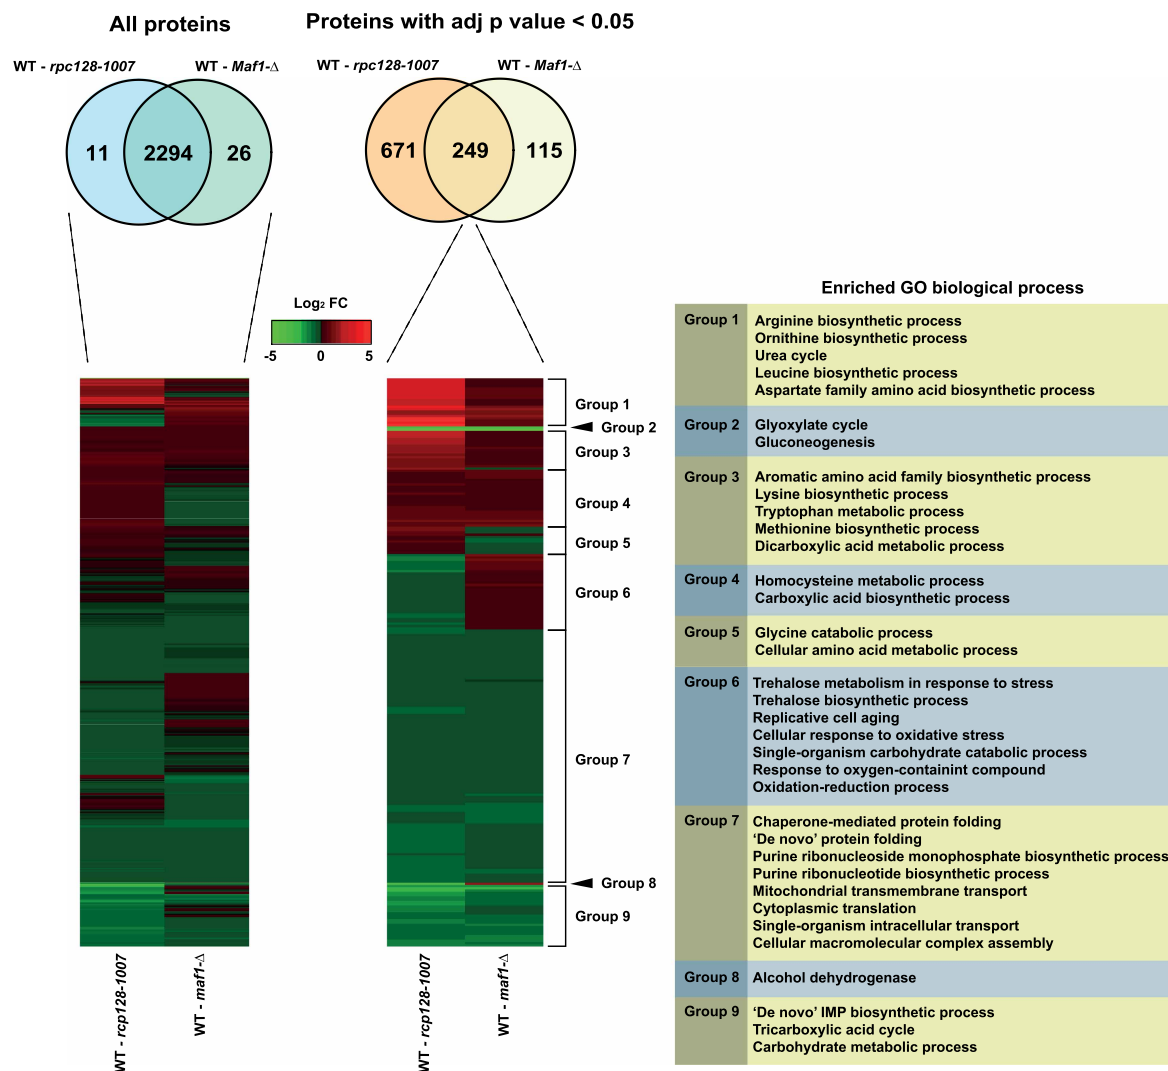 All proteins
Proteins with adj p value < 0.05
WT - rpc128-1007
WT - Maf1-Δ
WT - rpc128-1007
WT - Maf1-Δ
11
2294
26
671
249
115
Log₂ FC
-5
0
5
Group 1
Group 2
Group 3
Group 4
Group 5
Group 6
Group 7
Group 8
Group 9
WT - rcp128-1007
WT - maf1-Δ
WT - rcp128-1007
WT - maf1-Δ
Enriched GO biological process
Group 1
Arginine biosynthetic process
Ornithine biosynthetic process
Urea cycle
Leucine biosynthetic process
Aspartate family amino acid biosynthetic process
Group 2
Glyoxylate cycle
Gluconeogenesis
Group 3
Aromatic amino acid family biosynthetic process
Lysine biosynthetic process
Tryptophan metabolic process
Methionine biosynthetic process
Dicarboxylic acid metabolic process
Group 4
Homocysteine metabolic process
Carboxylic acid biosynthetic process
Group 5
Glycine catabolic process
Cellular amino acid metabolic process
Group 6
Trehalose metabolism in response to stress
Trehalose biosynthetic process
Replicative cell aging
Cellular response to oxidative stress
Single-organism carbohydrate catabolic process
Response to oxygen-containint compound
Oxidation-reduction process
Group 7
Chaperone-mediated protein folding
‘De novo’ protein folding
Purine ribonucleoside monophosphate biosynthetic process
Purine ribonucleotide biosynthetic process
Mitochondrial transmembrane transport
Cytoplasmic translation
Single-organism intracellular transport
Cellular macromolecular complex assembly
Group 8
Alcohol dehydrogenase
Group 9
‘De novo’ IMP biosynthetic process
Tricarboxylic acid cycle
Carbohydrate metabolic process